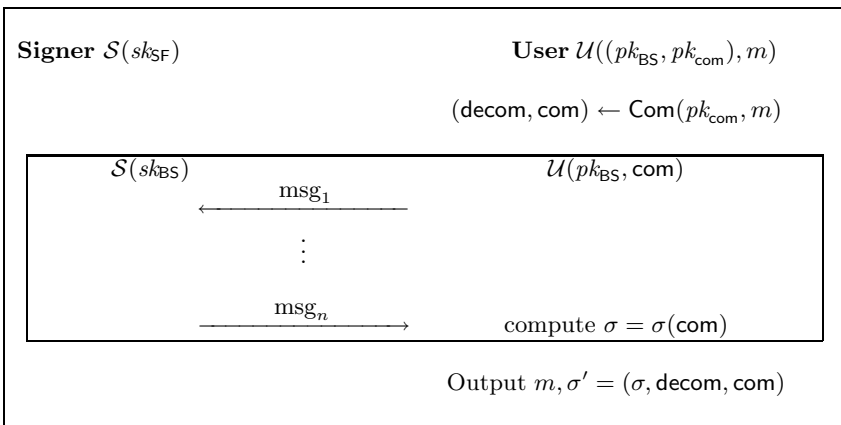 Signer S(sk_SF) User U((pk_BS, pk_com), m)
(decom, com) ← Com(pk_com, m)
S(sk_BS) U(pk_BS, com)
msg_1
⋮
msg_n compute σ = σ(com)
Output m, σ′ = (σ, decom, com)